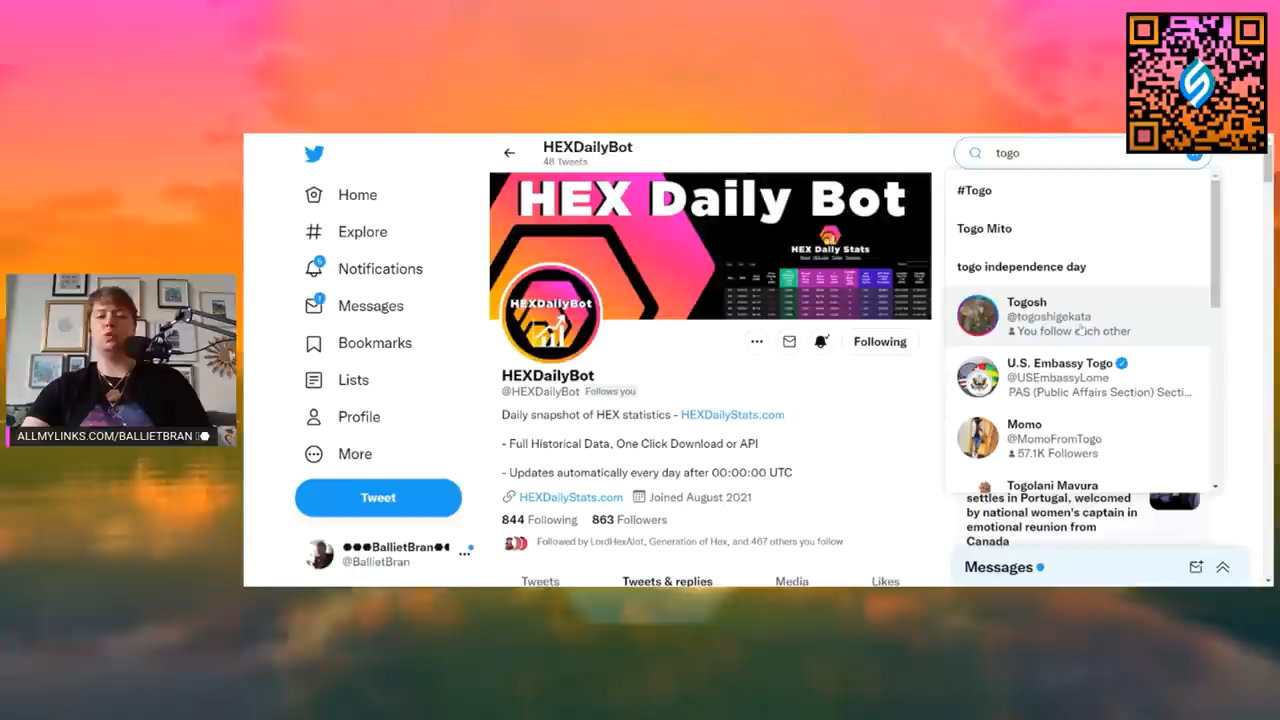 HEXDailyBot
48 Tweets
togo
Home
Explore
Notifications
Messages
Bookmarks
Lists
Profile
More
Tweet
BallietBran
@BallietBran
HEX Daily Bot
HEX Daily Stats
HEXDailyBot
Following
HEXDailyBot
@HEXDailyBot Follows you
Daily snapshot of HEX statistics - HEXDailyStats.com
- Full Historical Data, One Click Download or API
- Updates automatically every day after 00:00:00 UTC
HEXDailyStats.com Joined August 2021
844 Following 863 Followers
Followed by LordHexAlot, Generation of Hex, and 467 others you follow
Tweets Tweets & replies Media Likes
#Togo
Togo Mito
togo independence day
Togosh
@togoshigekata
You follow each other
U.S. Embassy Togo
@USEmbassyLome
PAS (Public Affairs Section) Secti...
Momo
@MomoFromTogo
57.1K Followers
Togolani Mavura
settles in Portugal, welcomed
by national women's captain in
emotional reunion from
Canada
Messages
ALLMYLINKS.COM/BALLIETBRAN